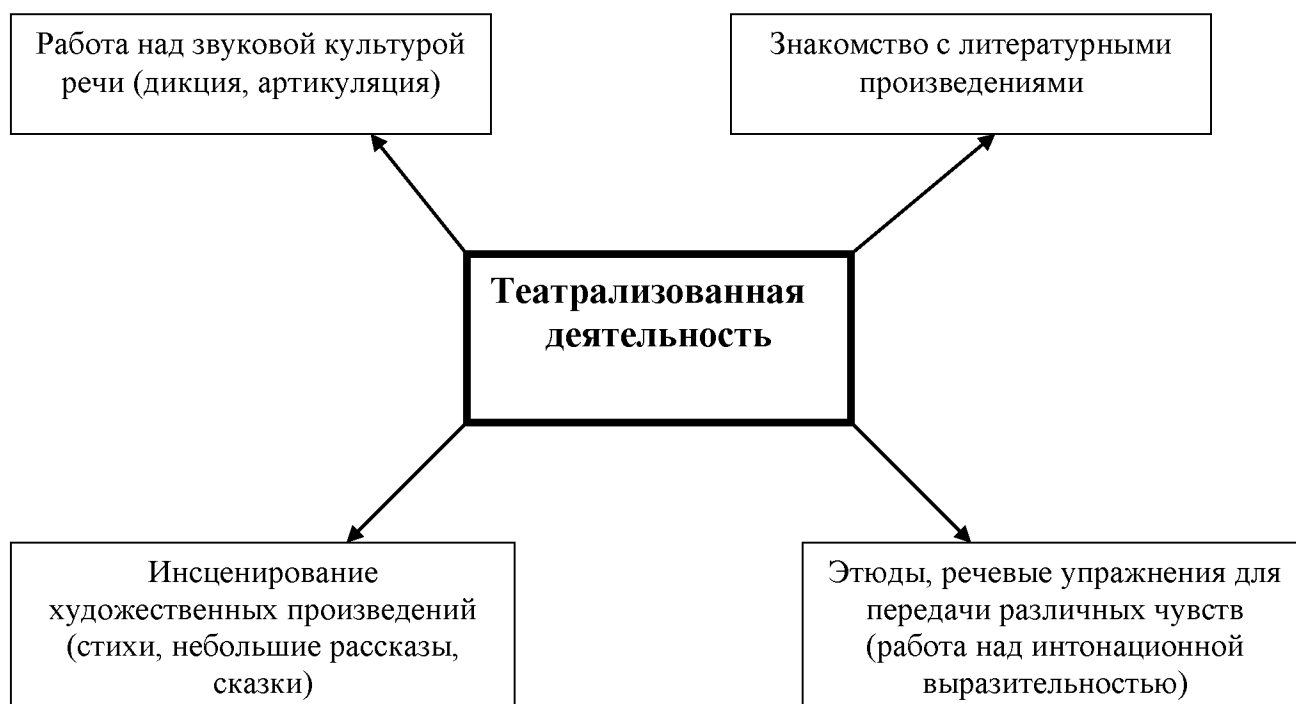 Работа над звуковой культурой
речи (дикция, артикуляция)
Знакомство с литературными
произведениями
Театрализованная
деятельность
Инсценирование
художественных произведений
(стихи, небольшие рассказы,
сказки)
Этюды, речевые упражнения для
передачи различных чувств
(работа над интонационной
выразительностью)